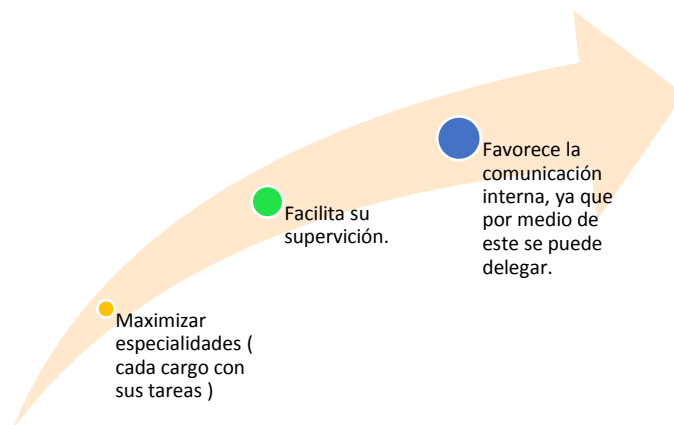 Favorece la
comunicación
interna, ya que
por medio de
este se puede
delegar.
Facilita su
supervición.
Maximizar
especialidades (
cada cargo con
sus tareas )